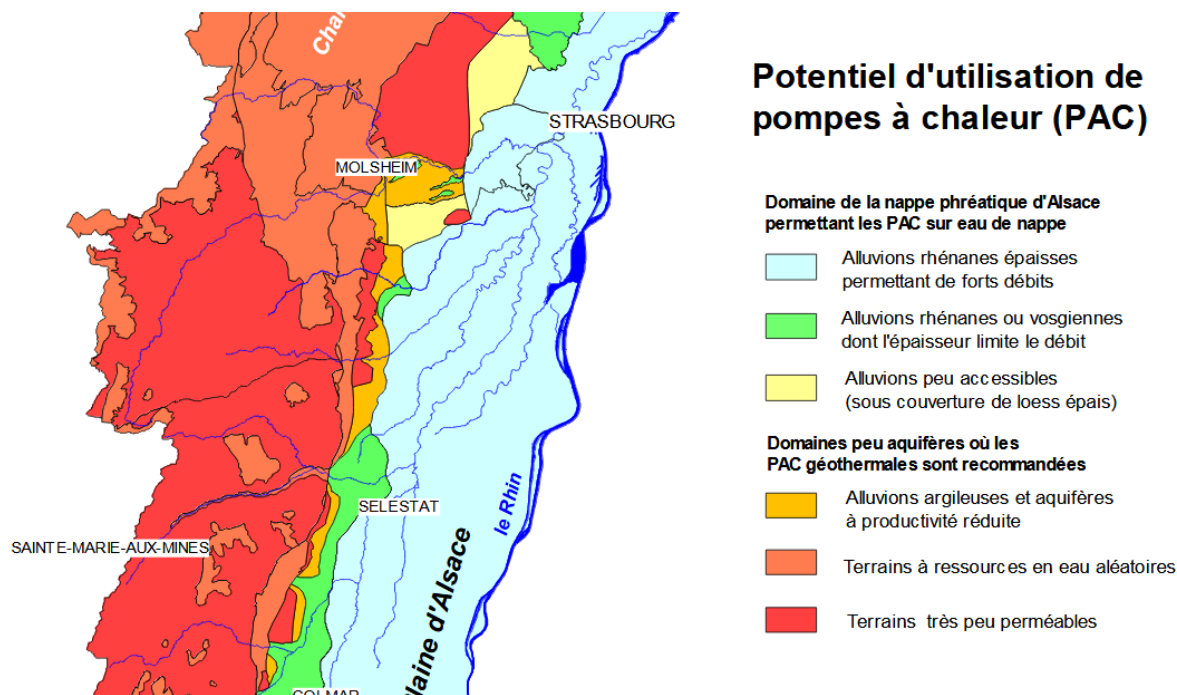 Potentiel d'utilisation de
pompes à chaleur (PAC)
Domaine de la nappe phréatique d'Alsace
permettant les PAC sur eau de nappe
Alluvions rhénanes épaisses
permettant de forts débits
Alluvions rhénanes ou vosgiennes
dont l'épaisseur limite le débit
Alluvions peu accessibles
(sous couverture de loess épais)
Domaines peu aquifères où les
PAC géothermales sont recommandées
Alluvions argileuses et aquifères
à productivité réduite
Terrains à ressources en eau aléatoires
Terrains très peu perméables
Cha
STRASBOURG
MOLSHEIM
SELESTAT
le Rhin
SAINTE-MARIE-AUX-MINES
laine d'Alsace
COLMAR